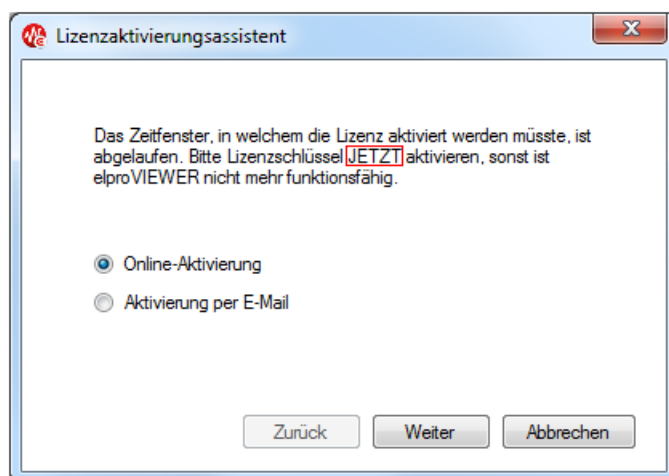 Lizenzaktivierungsassistent
Das Zeitfenster, in welchem die Lizenz aktiviert werden müsste, ist
abgelaufen. Bitte Lizenzschlüssel JETZT aktivieren, sonst ist
elproVIEWER nicht mehr funktionsfähig.
Online-Aktivierung
Aktivierung per E-Mail
Zurück Weiter Abbrechen